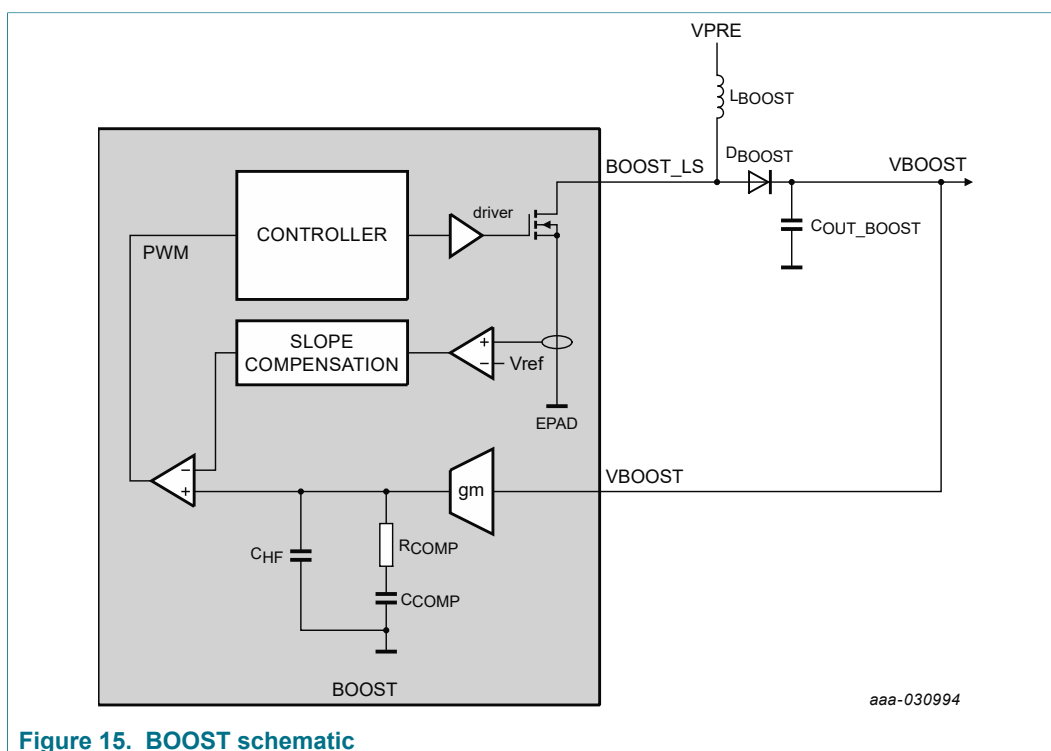 VPRE
LBOOST
DBOOST
BOOST_LS
VBOOST
driver
CONTROLLER
COUT_BOOST
PWM
SLOPE
COMPENSATION
+
−
Vref
EPAD
−
+
gm
VBOOST
CHF
RCOMP
CCOMP
BOOST
aaa-030994
Figure 15. BOOST schematic